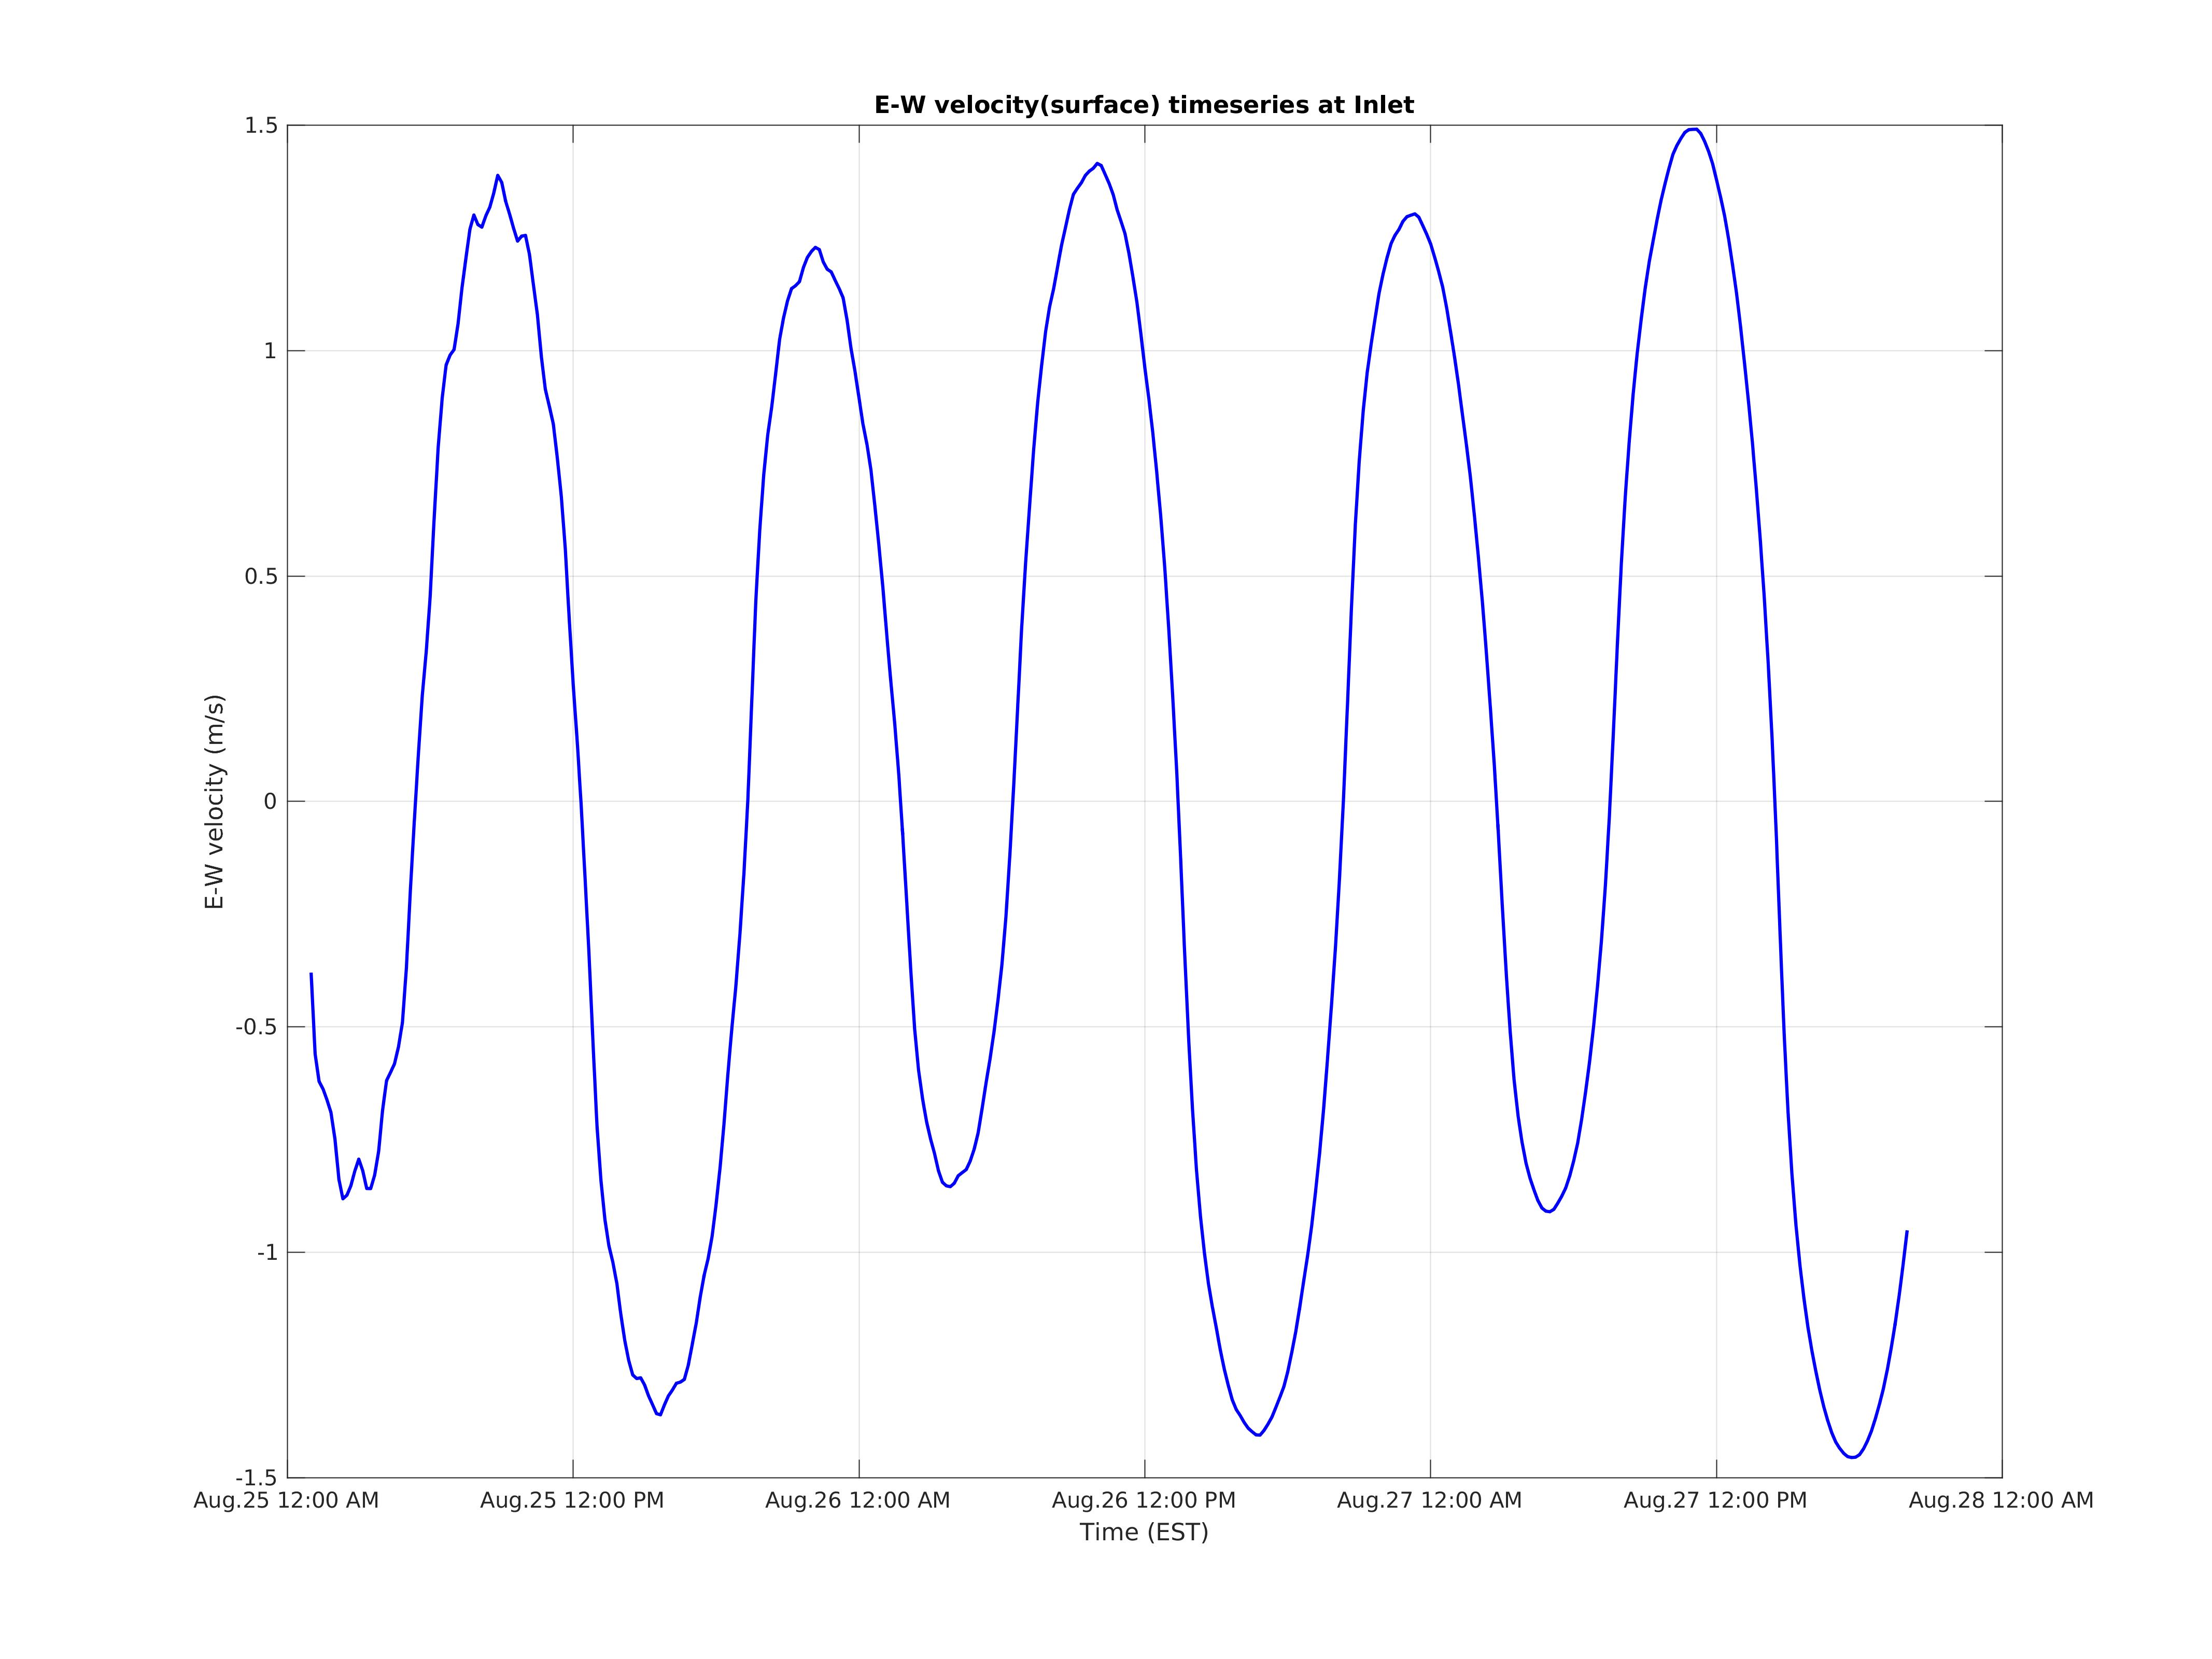 E-W velocity(surface) timeseries at Inlet
1.5
1
0.5
0
-0.5
-1
-1.5
E-W velocity (m/s)
Aug.25 12:00 AM
Aug.25 12:00 PM
Aug.26 12:00 AM
Aug.26 12:00 PM
Aug.27 12:00 AM
Aug.27 12:00 PM
Aug.28 12:00 AM
Time (EST)